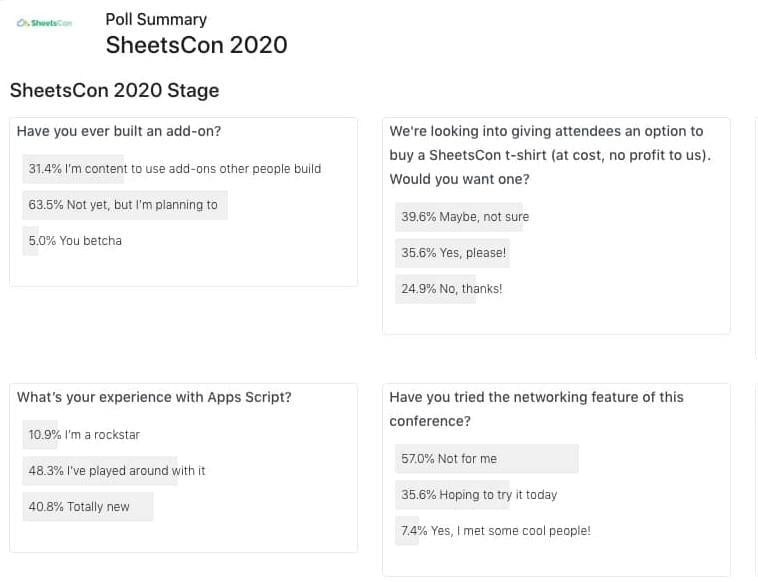 SheetsCon
Poll Summary
SheetsCon 2020
SheetsCon 2020 Stage
Have you ever built an add-on?
31.4% I'm content to use add-ons other people build
63.5% Not yet, but I'm planning to
5.0% You betcha
We're looking into giving attendees an option to
buy a SheetsCon t-shirt (at cost, no profit to us).
Would you want one?
39.6% Maybe, not sure
35.6% Yes, please!
24.9% No, thanks!
What's your experience with Apps Script?
10.9% I'm a rockstar
48.3% I've played around with it
40.8% Totally new
Have you tried the networking feature of this
conference?
57.0% Not for me
35.6% Hoping to try it today
7.4% Yes, I met some cool people!